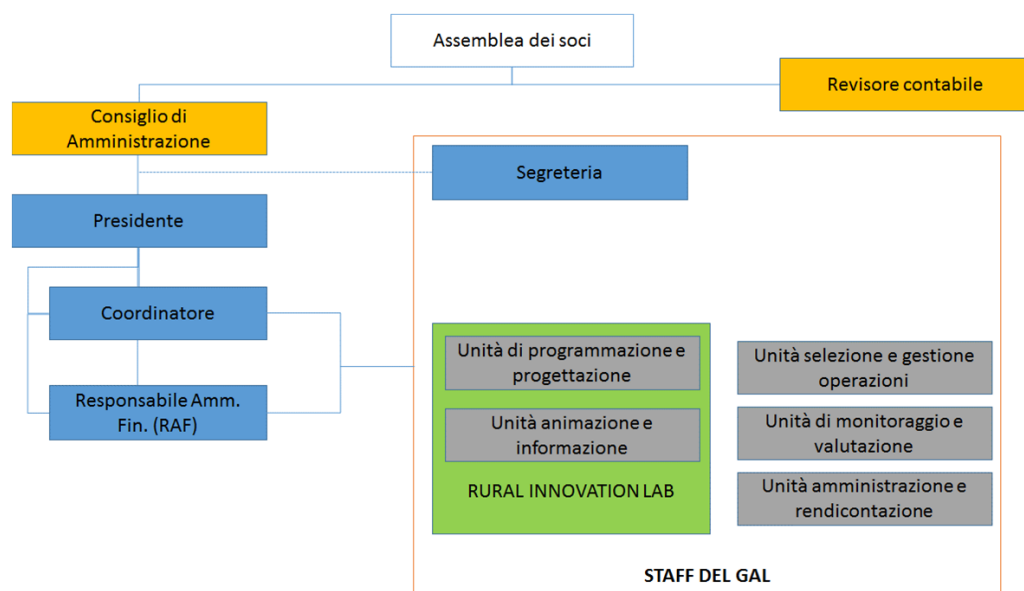 Assemblea dei soci
Revisore contabile
Consiglio di
Amministrazione
Segreteria
Presidente
Coordinatore
Responsabile Amm.
Fin. (RAF)
Unità di programmazione e
progettazione
Unità animazione e
informazione
RURAL INNOVATION LAB
Unità selezione e gestione
operazioni
Unità di monitoraggio e
valutazione
Unità amministrazione e
rendicontazione
STAFF DEL GAL